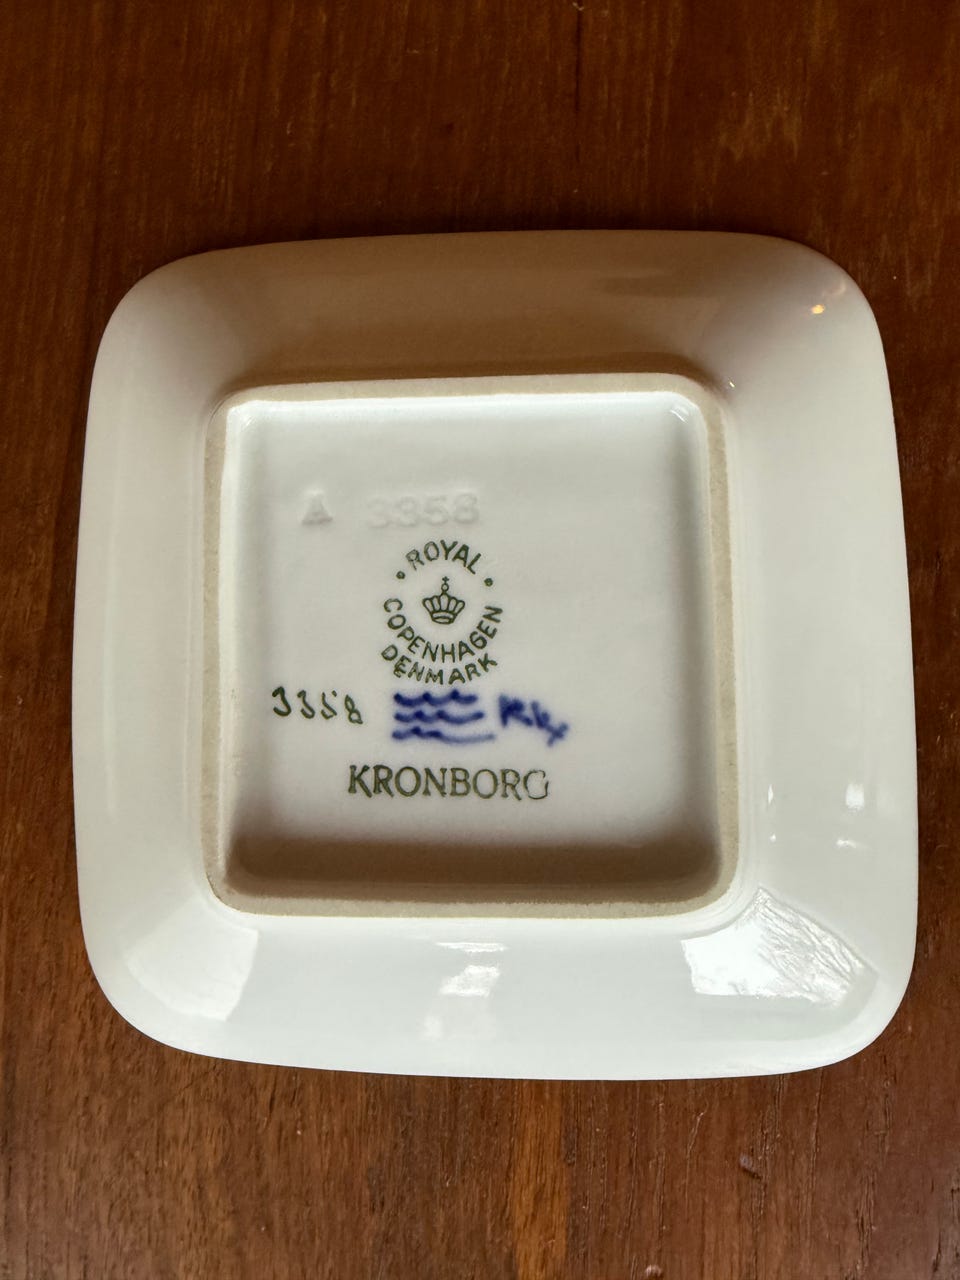 A 3358
ROYAL
COPENHAGEN
DENMARK
3358
KRONBORG